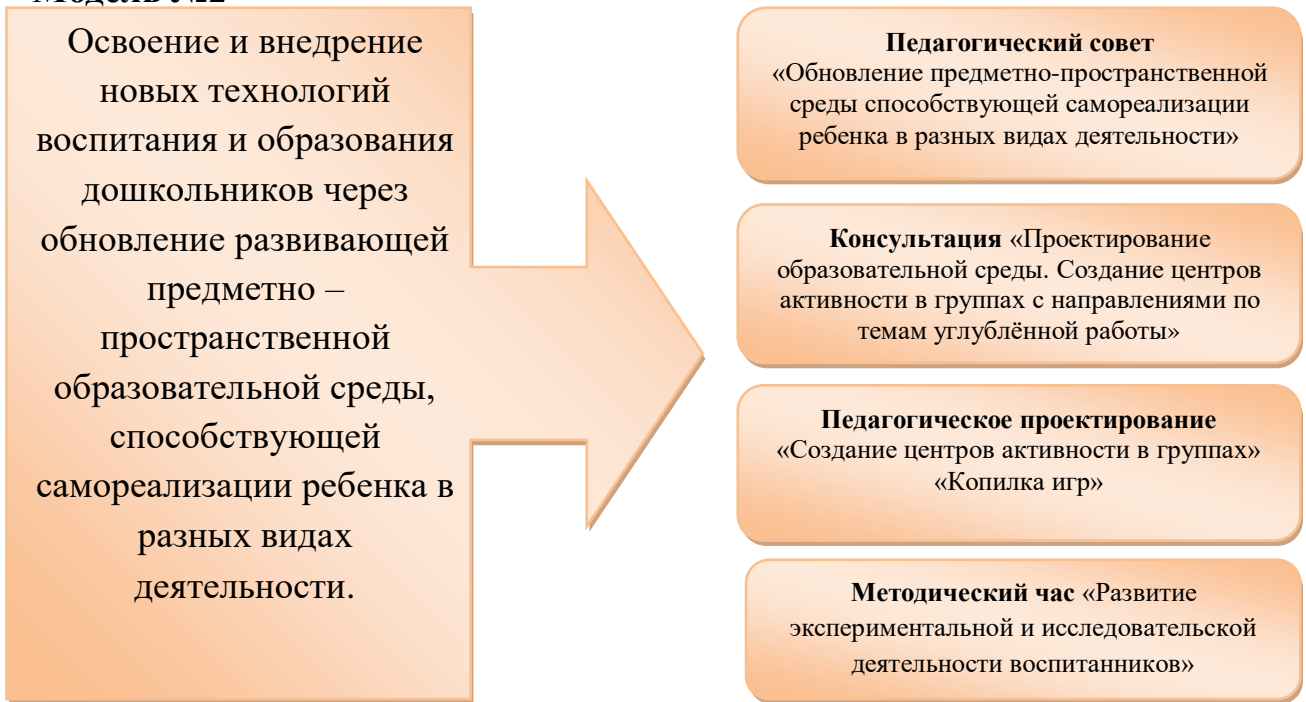 Модель №2
Освоение и внедрение
новых технологий
воспитания и образования
дошкольников через
обновление развивающей
предметно –
пространственной
образовательной среды,
способствующей
самореализации ребенка в
разных видах
деятельности.
Педагогический совет
«Обновление предметно-пространственной
среды способствующей самореализации
ребенка в разных видах деятельности»
Консультация «Проектирование
образовательной среды. Создание центров
активности в группах с направлениями по
темам углублённой работы»
Педагогическое проектирование
«Создание центров активности в группах»
«Копилка игр»
Методический час «Развитие
экспериментальной и исследовательской
деятельности воспитанников»